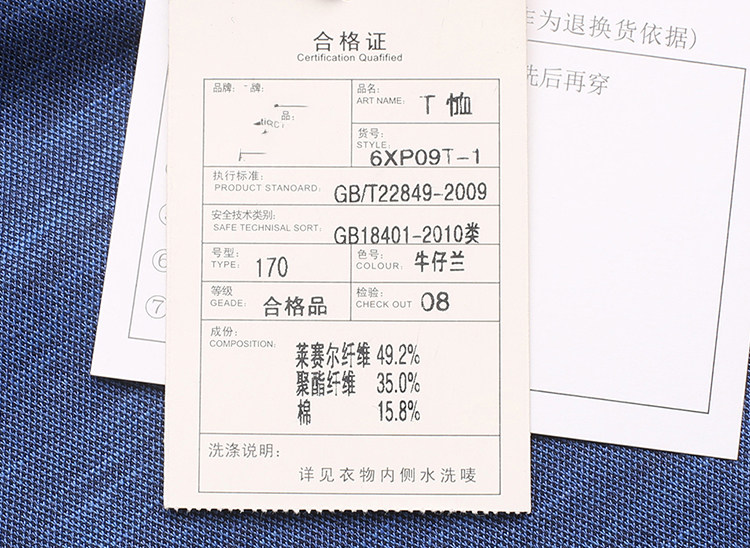 合格证
Certification Quafified
品牌:
牌:
品:
品名:
ART NAME:
T 恤
货号:
STYLE:
6XP09T-1
执行标准:
PRODUCT STANOARD:
GB/T22849-2009
安全技术类别:
SAFE TECHNISAL SORT:
GB18401-2010类
号型:
TYPE:
170
色号:
COLOUR:
牛仔兰
等级
GEADE:
合格品
检验:
CHECK OUT
08
成份:
COMPOSITION:
莱赛尔纤维 49.2%
聚酯纤维 35.0%
棉 15.8%
洗涤说明:
详见衣物内侧水洗唛
为退换货依据)
洗后再穿
⑥
⑦